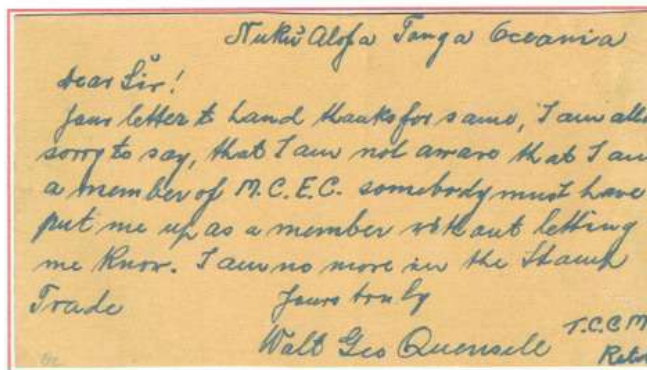 Nuku Alofa Tonga Oceania
Dear Sir!
Your letter to hand thanks for same, I am
sorry to say, that I am not aware that I am
a member of M.C.E.C. somebody must have
put me up as a member without letting
me Know. I am no more in the Stamp
Trade Yours truly
Walt Geo Quensell T.C.C.M